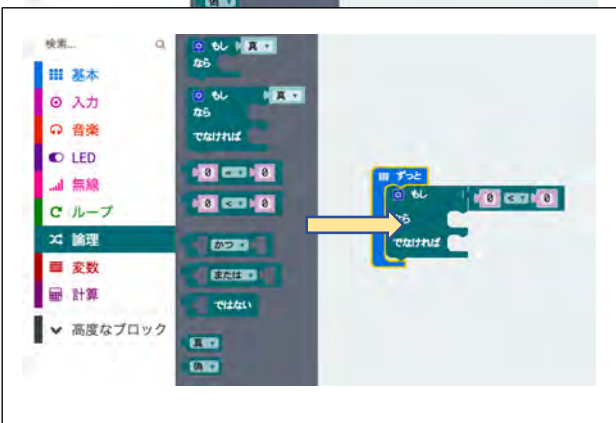 偽
検索...
基本
入力
音楽
LED
無線
ループ
論理
変数
計算
高度なブロック
もし 真
なら
もし 真
なら
でなければ
0 = 0
0 < 0
かつ
または
ではない
真
偽
ずっと
もし 0 < 0
なら
でなければ